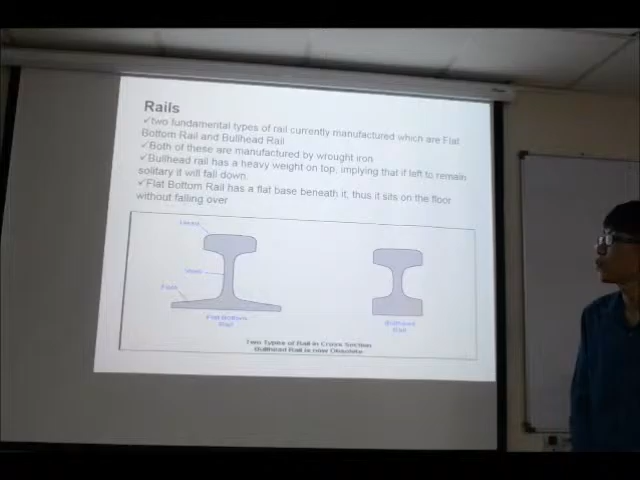 Rails
✓two fundamental types of rail currently manufactured which are Flat
Bottom Rail and Bullhead Rail
✓Both of these are manufactured by wrought iron
✓Bullhead rail has a heavy weight on top, implying that if left to remain
solitary it will fall down.
✓Flat Bottom Rail has a flat base beneath it, thus it sits on the floor
without falling over
Web
Foot
Flat Bottom
Rail
Bullhead
Rail
Two Types of Rail in Cross Section
Bullhead Rail is now Obsolete